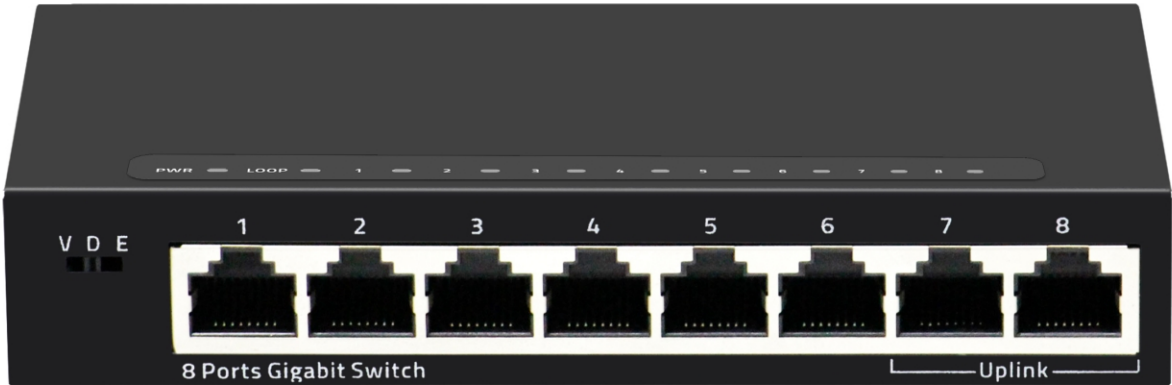 PWR LOOP 1 2 3 4 5 6 7 8
1 2 3 4 5 6 7 8
V D E
8 Ports Gigabit Switch
Uplink